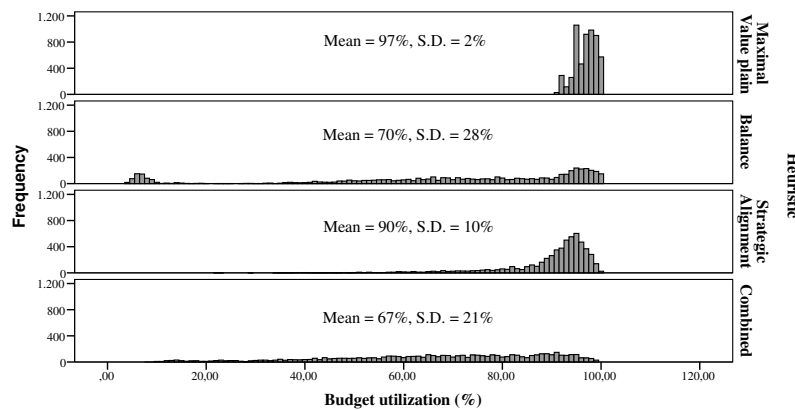 1.200
800
400
0
Mean = 97%, S.D. = 2%
Maximal
Value plain
1.200
800
400
0
Mean = 70%, S.D. = 28%
Balance
1.200
800
400
0
Mean = 90%, S.D. = 10%
Strategic
Alignment
1.200
800
400
0
Mean = 67%, S.D. = 21%
Combined
Frequency
Heuristic
,00
20,00
40,00
60,00
80,00
100,00
120,00
Budget utilization (%)